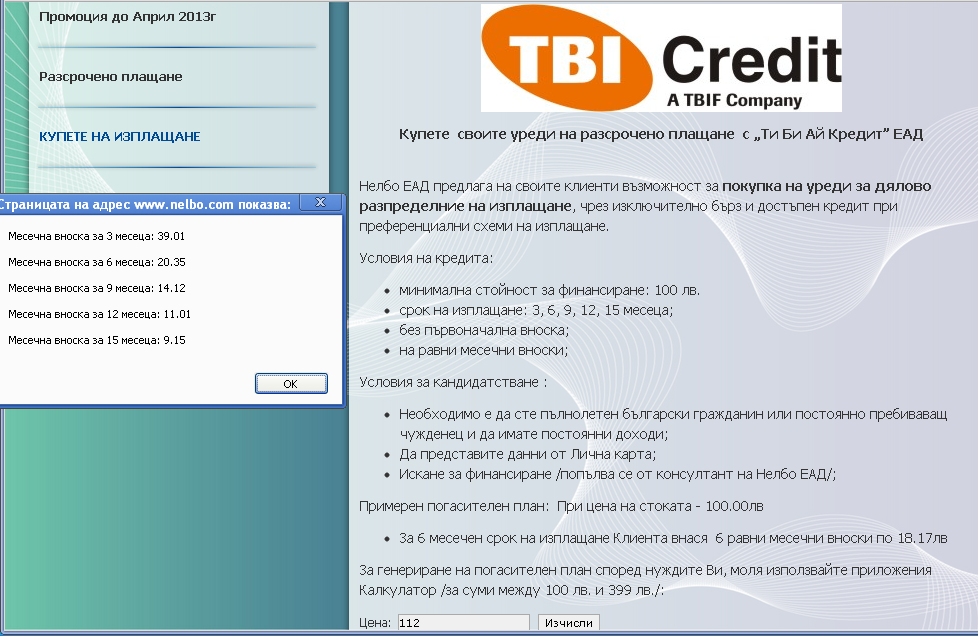 Промоция до Април 2013г
Разсрочено плащане
КУПЕТЕ НА ИЗПЛАЩАНЕ
Страницата на адрес www.nelbo.com показва:
Месечна вноска за 3 месеца: 39.01
Месечна вноска за 6 месеца: 20.35
Месечна вноска за 9 месеца: 14.12
Месечна вноска за 12 месеца: 11.01
Месечна вноска за 15 месеца: 9.15
OK
TBI Credit
A TBIF Company
Купете своите уреди на разсрочено плащане с „Ти Би Ай Кредит” ЕАД
Нелбо ЕАД предлага на своите клиенти възможност за покупка на уреди за дялово
разпределние на изплащане, чрез изключително бърз и достъпен кредит при
преференциални схеми на изплащане.
Условия на кредита:
• минимална стойност за финансиране: 100 лв.
• срок на изплащане: 3, 6, 9, 12, 15 месеца;
• без първоначална вноска;
• на равни месечни вноски;
Условия за кандидатстване :
• Необходимо е да сте пълнолетен български гражданин или постоянно пребиваващ
чужденец и да имате постоянни доходи;
• Да представите данни от Лична карта;
• Искане за финансиране /попълва се от консултант на Нелбо ЕАД/;
Примерен погасителен план: При цена на стоката - 100.00лв
• За 6 месечен срок на изплащане Клиента внася 6 равни месечни вноски по 18.17лв
За генериране на погасителен план според нуждите Ви, моля използвайте приложения
Калкулатор /за суми между 100 лв. и 399 лв./:
Цена: 112 Изчисли